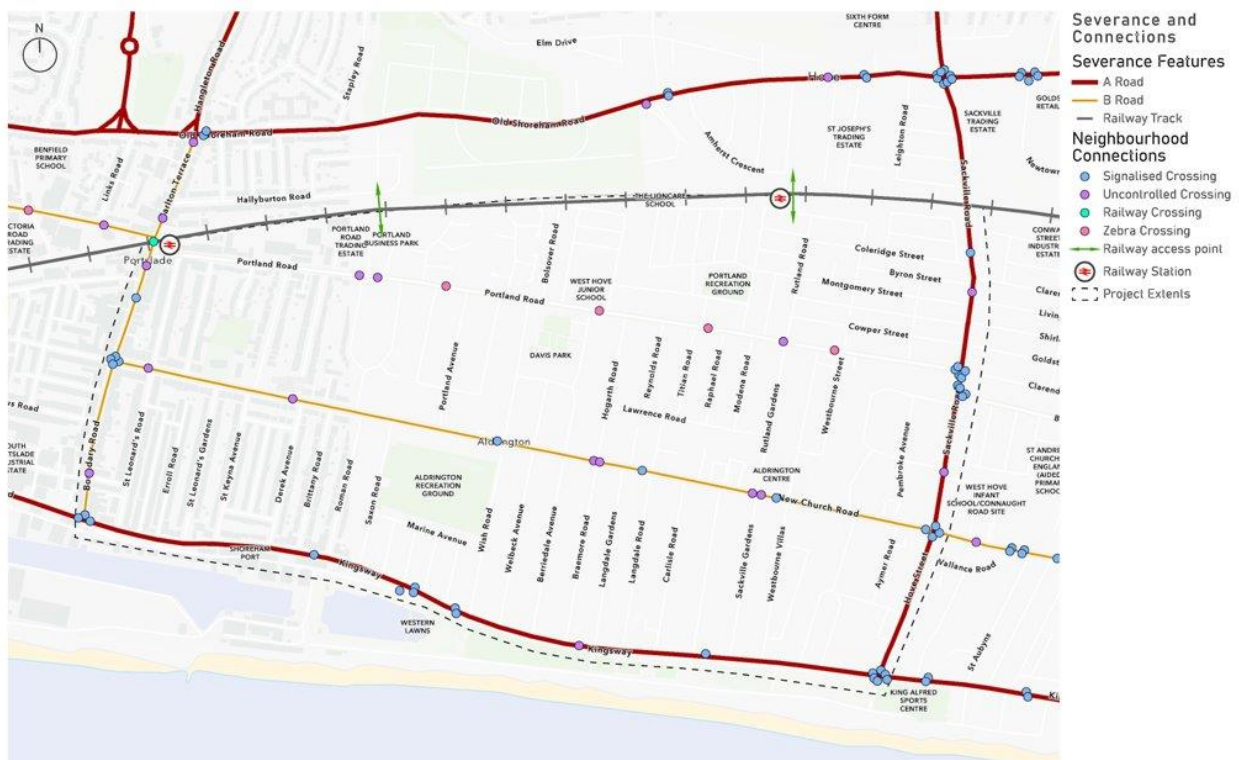 N
SIXTH FORM
CENTRE
Severance and
Connections
Severance Features
A Road
B Road
Railway Track
Neighbourhood
Connections
Signalised Crossing
Uncontrolled Crossing
Railway Crossing
Zebra Crossing
Railway access point
Railway Station
Project Extents
Elm Drive
Stapley Road
Hangleton Road
Hove
Old Shoreham Road
Old Shoreham Road
BENFIELD
PRIMARY
SCHOOL
Links Road
Carlton Terrace
Hallyburton Road
Amherst Crescent
ST JOSEPH'S
TRADING
ESTATE
Leighton Road
SACKVILLE
TRADING
ESTATE
Sackville Road
THE LIONCARE
SCHOOL
Portslade
PORTLAND
ROAD
TRADING
ESTATE
PORTLAND
BUSINESS PARK
Portland Road
Bolsover Road
WEST HOVE
JUNIOR
SCHOOL
Portland Road
PORTLAND
RECREATION
GROUND
Rutland Road
Coleridge Street
Byron Street
Montgomery Street
Cowper Street
DAVIS PARK
Portland Avenue
Hogarth Road
Reynolds Road
Titian Road
Raphael Road
Modena Road
Rutland Gardens
Westbourne Street
Lawrence Road
Sackville Road
Pembroke Avenue
Aldrington
Boundary Road
St Leonard's Road
Erroll Road
St Leonard's Gardens
St Keyna Avenue
Derek Avenue
Brittany Road
Roman Road
Saxon Road
ALDRINGTON
RECREATION
GROUND
ALDRINGTON
CENTRE
New Church Road
WEST HOVE
INFANT
SCHOOL/CONNAUGHT
ROAD SITE
Marine Avenue
Wish Road
Welbeck Avenue
Berriedale Avenue
Braemore Road
Langdale Gardens
Langdale Road
Carlisle Road
Sackville Gardens
Westbourne Villas
Aymer Road
Hove Street
Vallance Road
St Aubyns
SHOREHAM
PORT
Kingsway
WESTERN
LAWNS
Kingsway
KING ALFRED
SPORTS
CENTRE